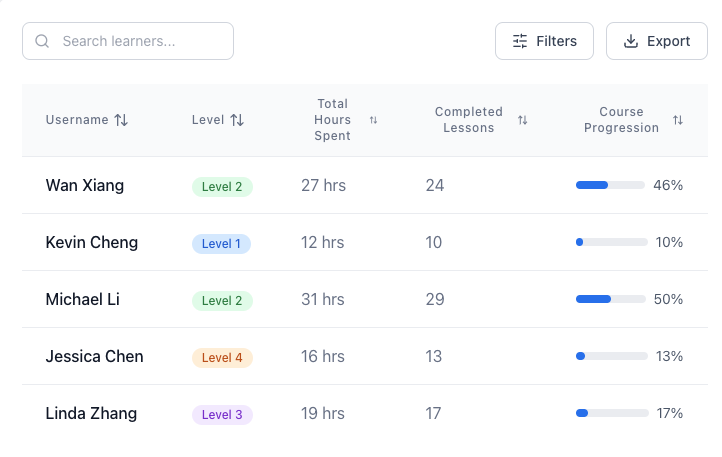 Search learners...
Filters
Export
Username
Level
Total
Hours
Spent
Completed
Lessons
Course
Progression
Wan Xiang Level 2 27 hrs 24 46%
Kevin Cheng Level 1 12 hrs 10 10%
Michael Li Level 2 31 hrs 29 50%
Jessica Chen Level 4 16 hrs 13 13%
Linda Zhang Level 3 19 hrs 17 17%